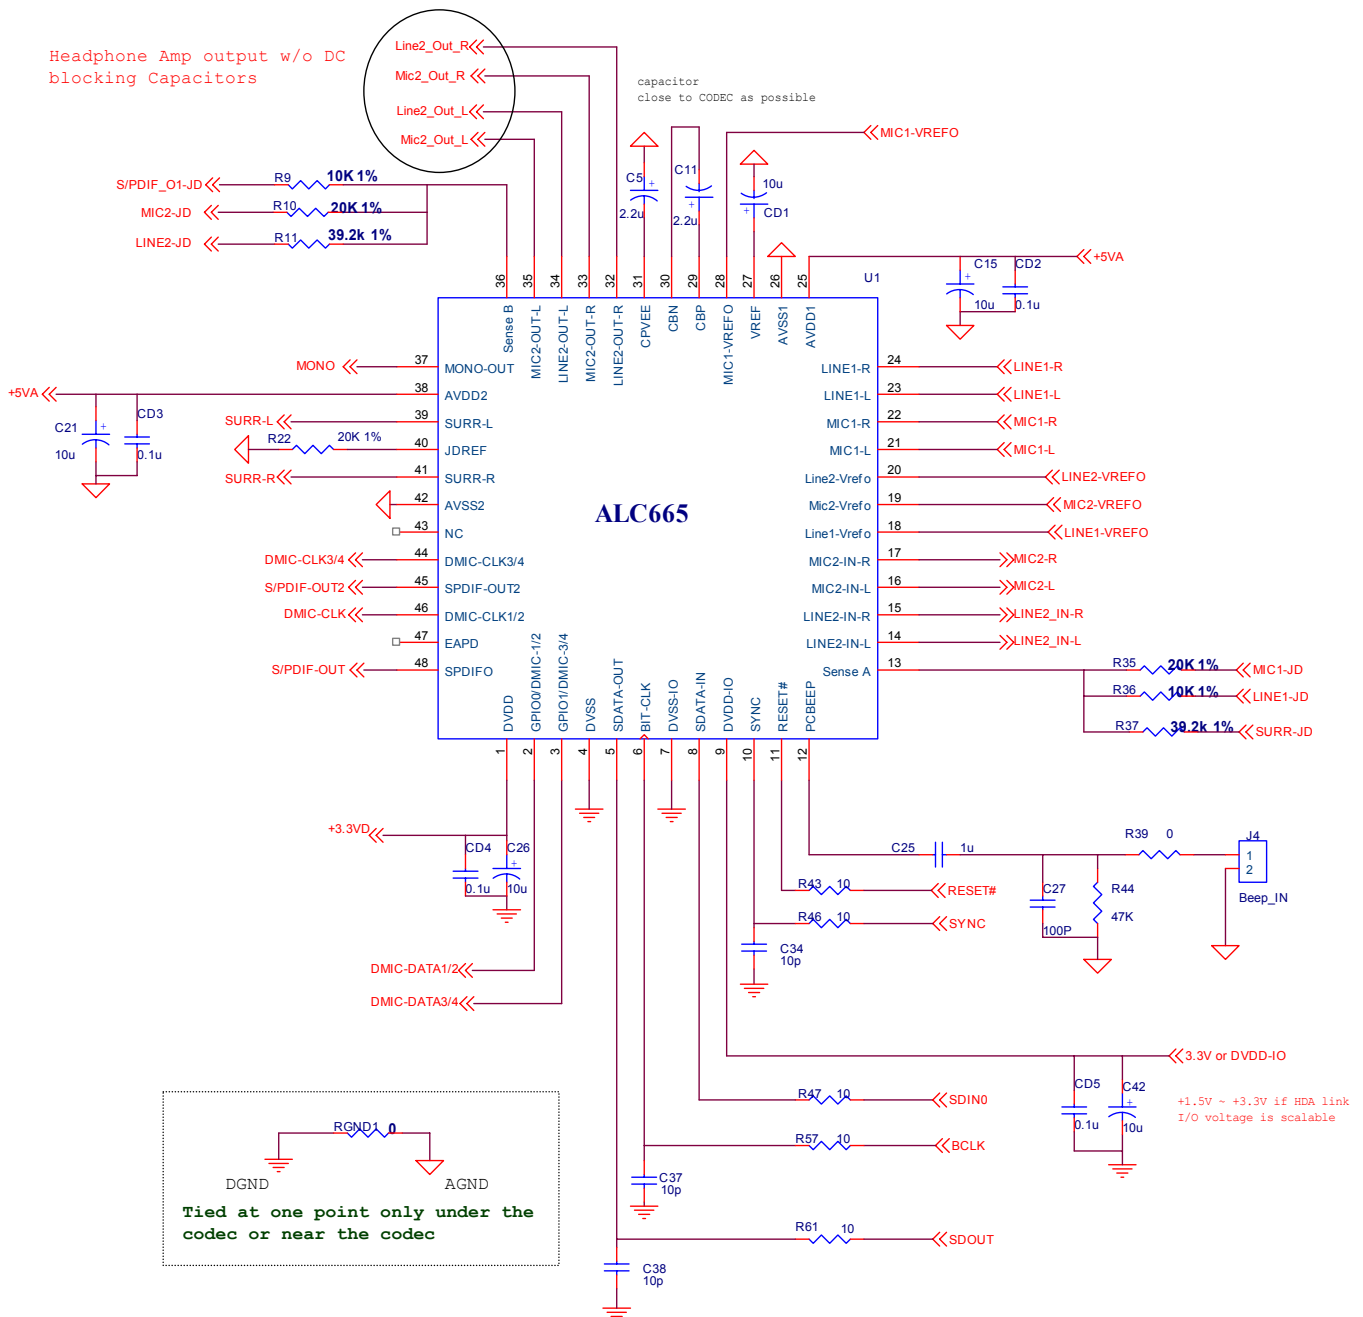 Headphone Amp output w/o DC
blocking Capacitors
Line2_Out_R
Mic2_Out_R
Line2_Out_L
Mic2_Out_L
capacitor
close to CODEC as possible
MIC1-VREFO
S/PDIF_O1-JD
R9
10K 1%
MIC2-JD
R10
20K 1%
LINE2-JD
R11
39.2k 1%
C5
+
2.2u
C11
+
2.2u
10u
+
CD1
+5VA
C15
+
10u
CD2
0.1u
U1
36
35
34
33
32
31
30
29
28
27
26
25
Sense B
MIC2-OUT-L
LINE2-OUT-L
MIC2-OUT-R
LINE2-OUT-R
CPVEE
CBN
CBP
MIC1-VREFO
VREF
AVSS1
AVDD1
MONO
37
MONO-OUT
+5VA
38
AVDD2
C21
+
10u
CD3
0.1u
SURR-L
39
SURR-L
R22
20K 1%
40
JDREF
SURR-R
41
SURR-R
42
AVSS2
43
NC
DMIC-CLK3/4
44
DMIC-CLK3/4
S/PDIF-OUT2
45
SPDIF-OUT2
DMIC-CLK
46
DMIC-CLK1/2
47
EAPD
S/PDIF-OUT
48
SPDIFO
ALC665
LINE1-R
24
LINE1-R
LINE1-L
23
LINE1-L
MIC1-R
22
MIC1-R
MIC1-L
21
MIC1-L
Line2-Vrefo
20
LINE2-VREFO
Mic2-Vrefo
19
MIC2-VREFO
Line1-Vrefo
18
LINE1-VREFO
MIC2-IN-R
17
MIC2-R
MIC2-IN-L
16
MIC2-L
LINE2-IN-R
15
LINE2_IN-R
LINE2-IN-L
14
LINE2_IN-L
Sense A
13
R35
20K 1%
MIC1-JD
R36
10K 1%
LINE1-JD
R37
39.2k 1%
SURR-JD
DVDD
GPIO0/DMIC-1/2
GPIO1/DMIC-3/4
DVSS
SDATA-OUT
BIT-CLK
DVSS-IO
SDATA-IN
DVDD-IO
SYNC
RESET#
PCBEEP
1
2
3
4
5
6
7
8
9
10
11
12
+3.3VD
CD4
0.1u
C26
+
10u
C25
1u
R39
0
J4
1
2
Beep_IN
C27
100P
R44
47K
R43
10
RESET#
R46
10
SYNC
C34
10p
DMIC-DATA1/2
DMIC-DATA3/4
3.3V or DVDD-IO
CD5
0.1u
C42
+
10u
+1.5V ~ +3.3V if HDA link
I/O voltage is scalable
R47
10
SDIN0
R57
10
BCLK
C37
10p
R61
10
SDOUT
C38
10p
RGND1
0
DGND
AGND
Tied at one point only under the
codec or near the codec